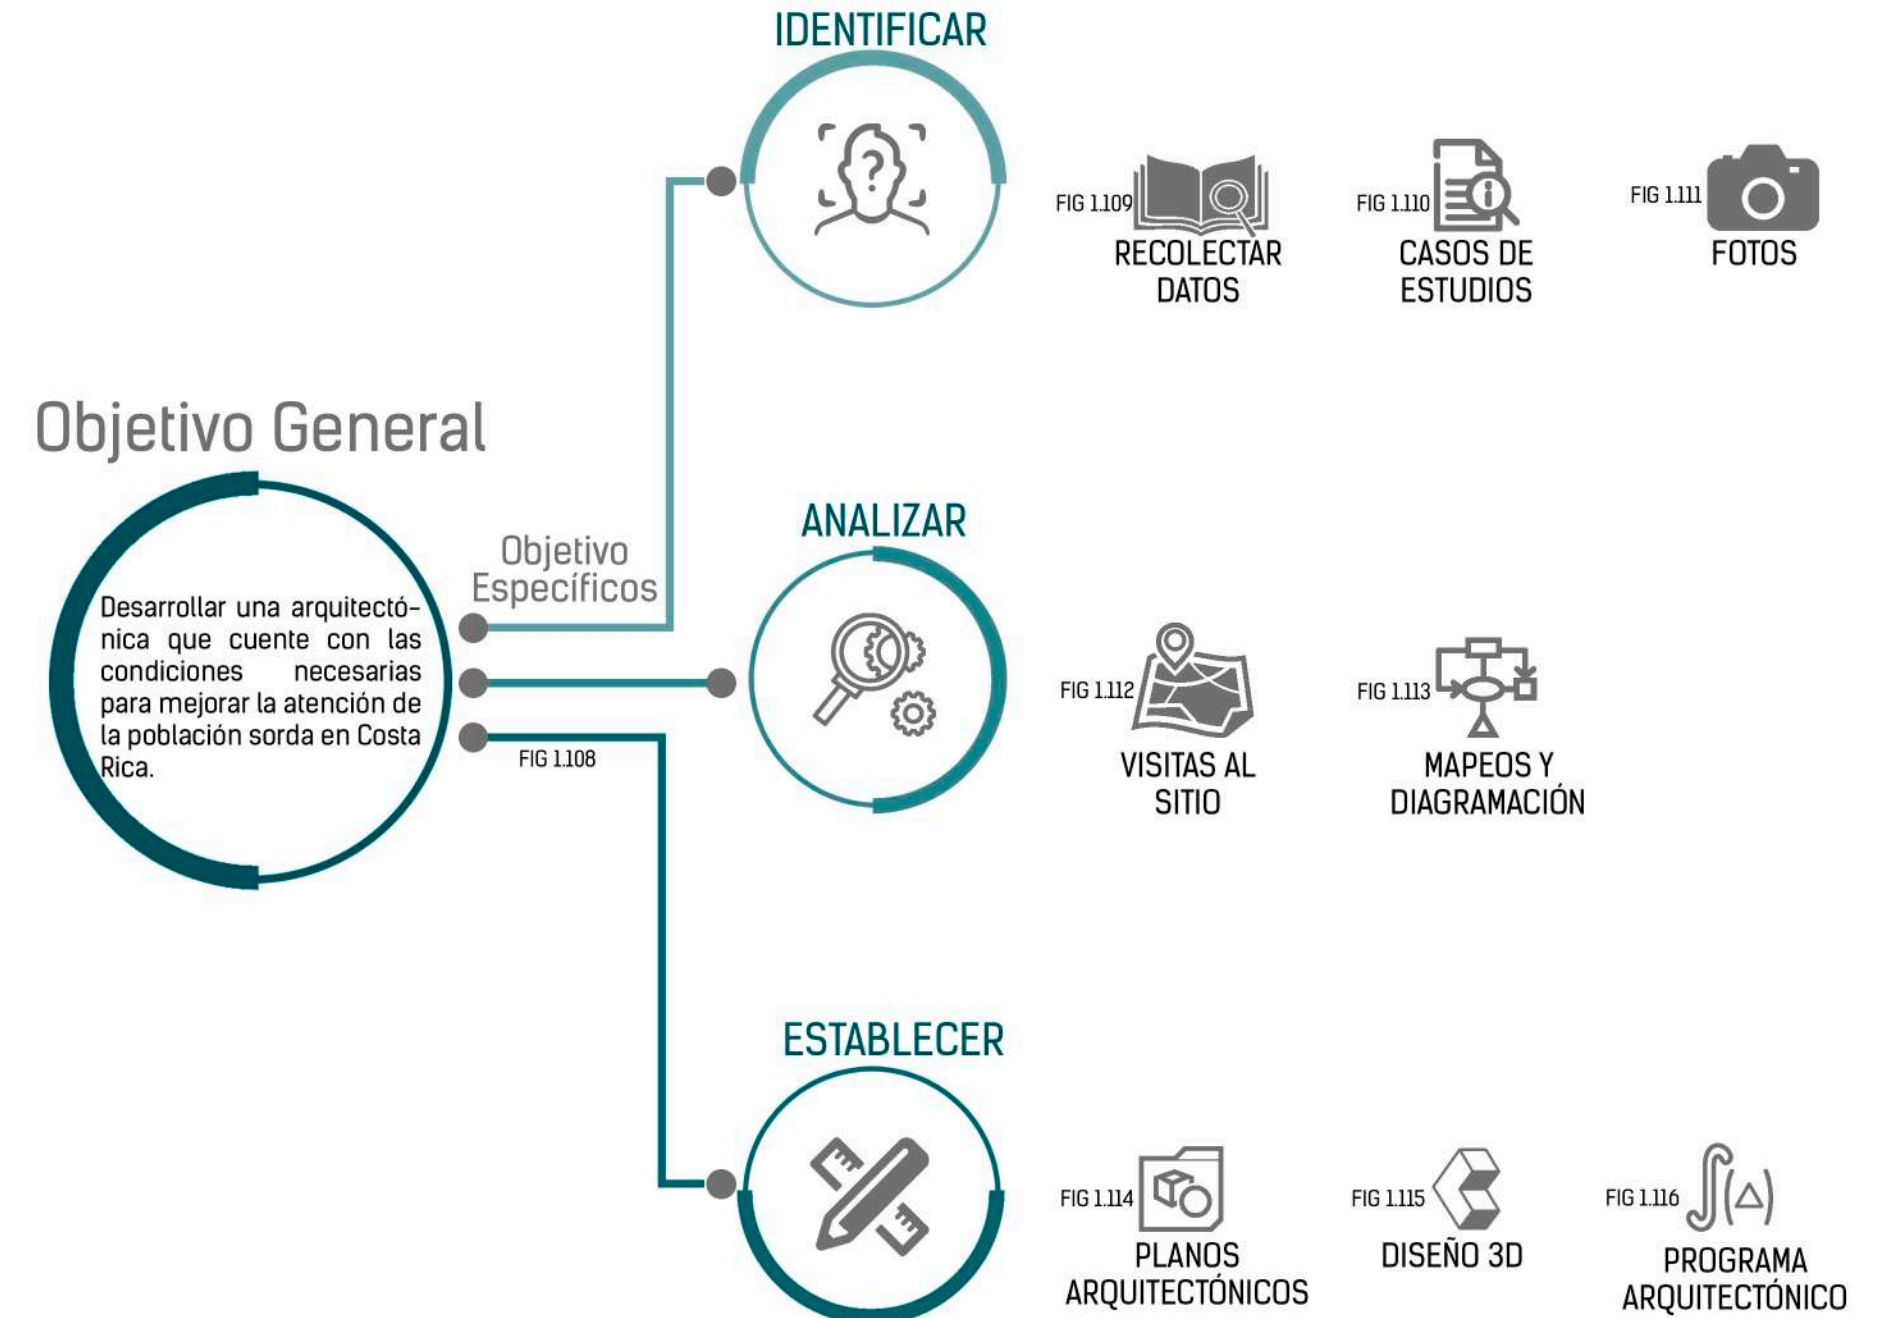 IDENTIFICAR
?
FIG 1.109
RECOLECTAR
DATOS
FIG 1.110
CASOS DE
ESTUDIOS
FIG 1.111
FOTOS
Objetivo General
Desarrollar una arquitectó-
nica que cuente con las
condiciones necesarias
para mejorar la atención de
la población sorda en Costa
Rica.
Objetivo
Específicos
FIG 1.108
ANALIZAR
FIG 1.112
VISITAS AL
SITIO
FIG 1.113
MAPEOS Y
DIAGRAMACIÓN
ESTABLECER
FIG 1.114
PLANOS
ARQUITECTÓNICOS
FIG 1.115
DISEÑO 3D
FIG 1.116
PROGRAMA
ARQUITECTÓNICO